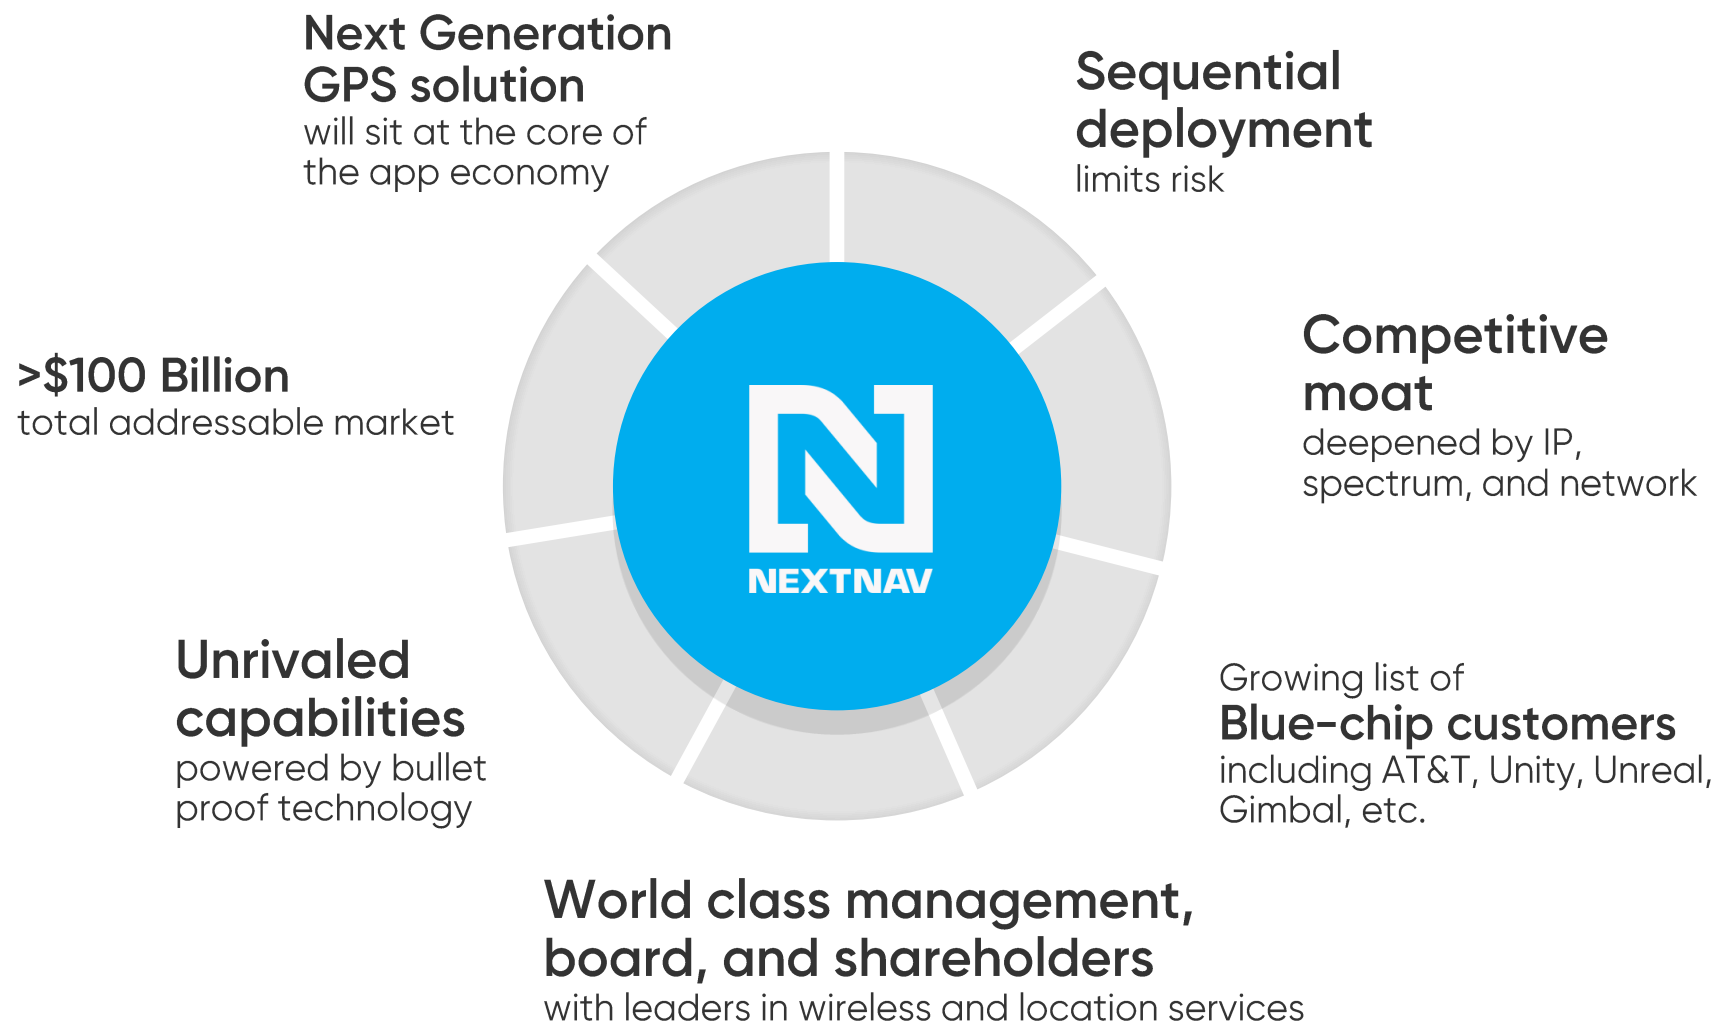 Next Generation
GPS solution
will sit at the core of
the app economy
Sequential
deployment
limits risk
>$100 Billion
total addressable market
Competitive
moat
deepened by IP,
spectrum, and network
NEXTNAV
Unrivaled
capabilities
powered by bullet
proof technology
Growing list of
Blue-chip customers
including AT&T, Unity, Unreal,
Gimbal, etc.
World class management,
board, and shareholders
with leaders in wireless and location services